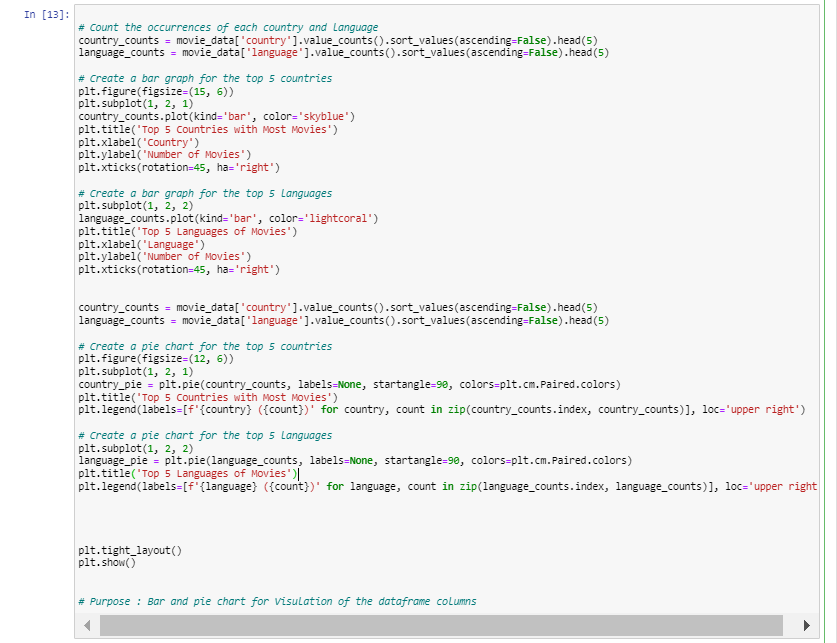 In [13]:
# Count the occurrences of each country and language
country_counts = movie_data['country'].value_counts().sort_values(ascending=False).head(5)
language_counts = movie_data['language'].value_counts().sort_values(ascending=False).head(5)
# Create a bar graph for the top 5 countries
plt.figure(figsize=(15, 6))
plt.subplot(1, 2, 1)
country_counts.plot(kind='bar', color='skyblue')
plt.title('Top 5 Countries with Most Movies')
plt.xlabel('Country')
plt.ylabel('Number of Movies')
plt.xticks(rotation=45, ha='right')
# Create a bar graph for the top 5 languages
plt.subplot(1, 2, 2)
language_counts.plot(kind='bar', color='lightcoral')
plt.title('Top 5 Languages of Movies')
plt.xlabel('Language')
plt.ylabel('Number of Movies')
plt.xticks(rotation=45, ha='right')
country_counts = movie_data['country'].value_counts().sort_values(ascending=False).head(5)
language_counts = movie_data['language'].value_counts().sort_values(ascending=False).head(5)
# Create a pie chart for the top 5 countries
plt.figure(figsize=(12, 6))
plt.subplot(1, 2, 1)
country_pie = plt.pie(country_counts, labels=None, startangle=90, colors=plt.cm.Paired.colors)
plt.title('Top 5 Countries with Most Movies')
plt.legend(labels=[f'{country} ({count})' for country, count in zip(country_counts.index, country_counts)], loc='upper right')
# Create a pie chart for the top 5 languages
plt.subplot(1, 2, 2)
language_pie = plt.pie(language_counts, labels=None, startangle=90, colors=plt.cm.Paired.colors)
plt.title('Top 5 Languages of Movies')
plt.legend(labels=[f'{language} ({count})' for language, count in zip(language_counts.index, language_counts)], loc='upper right
plt.tight_layout()
plt.show()
# Purpose : Bar and pie chart for Visulation of the dataframe columns